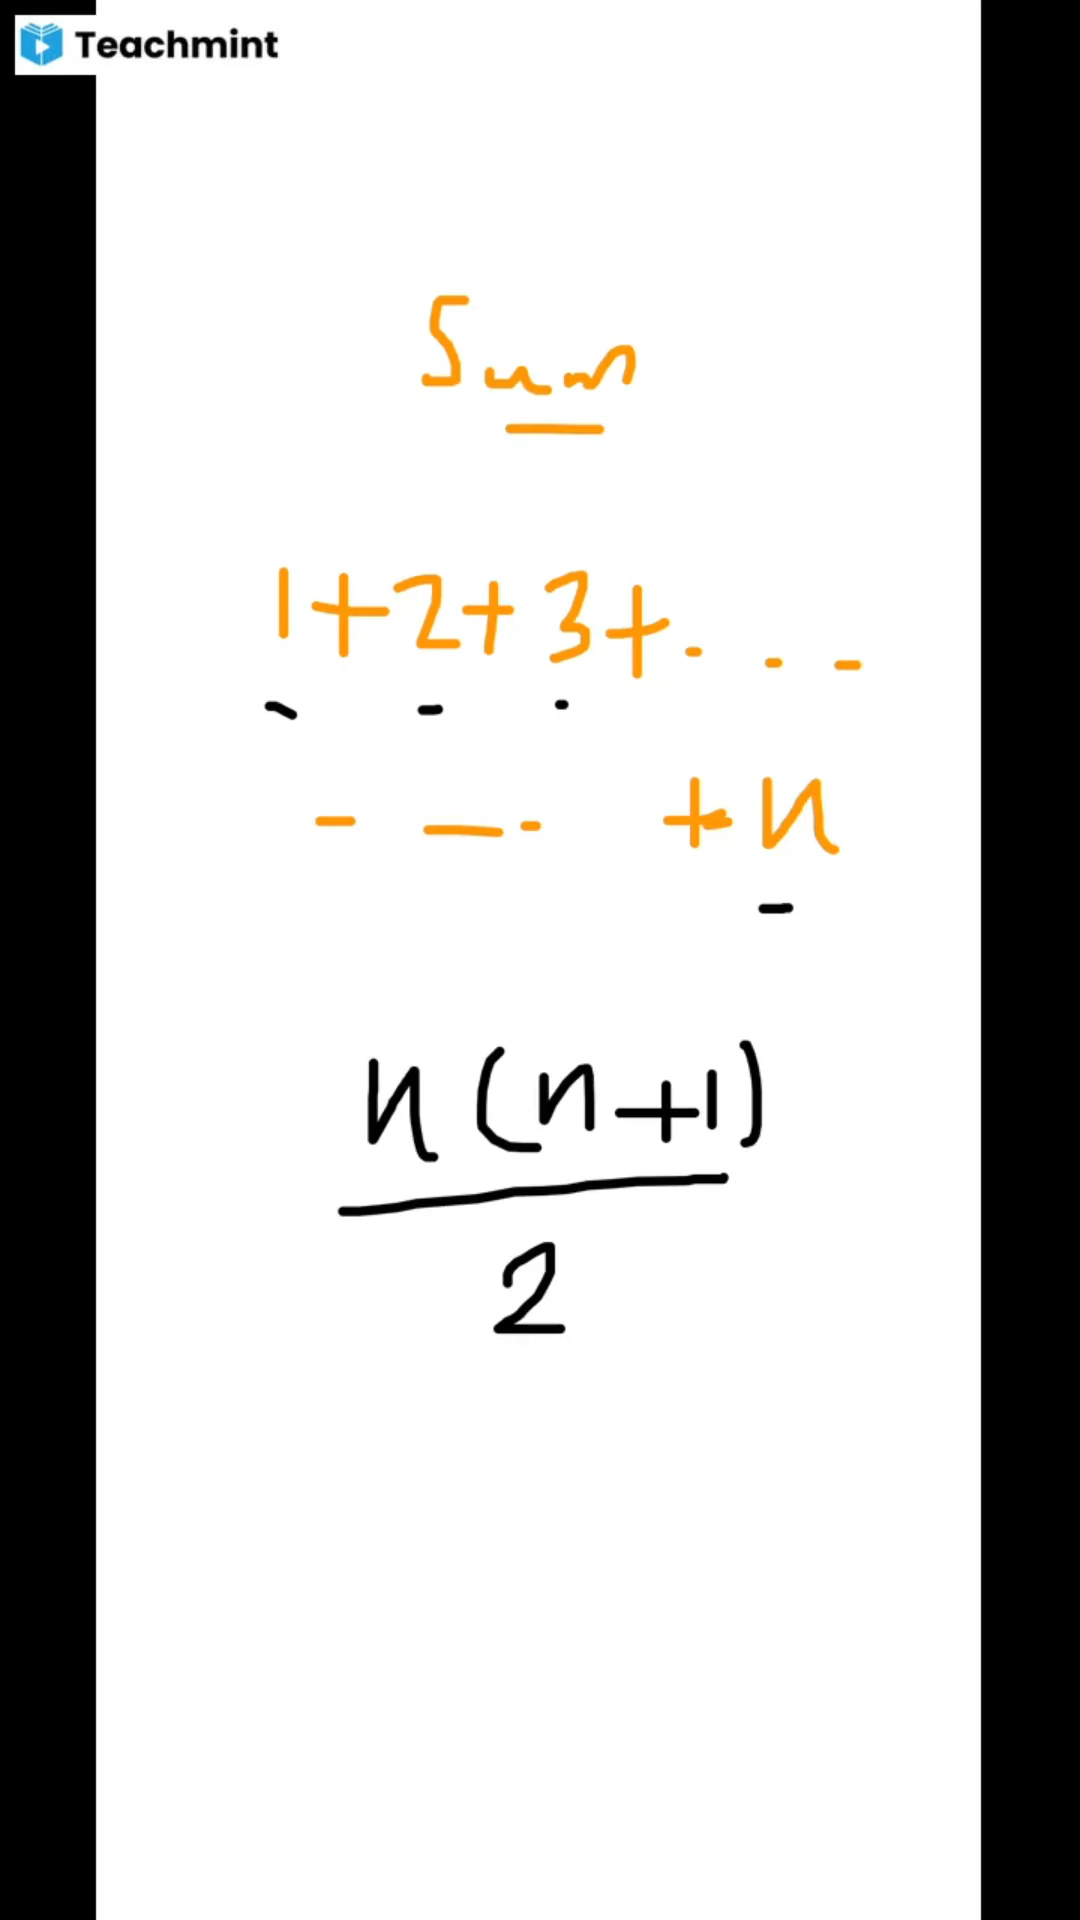 Teachmint
Sum
1+2+3+...
- — - +n
n(n+1)
2